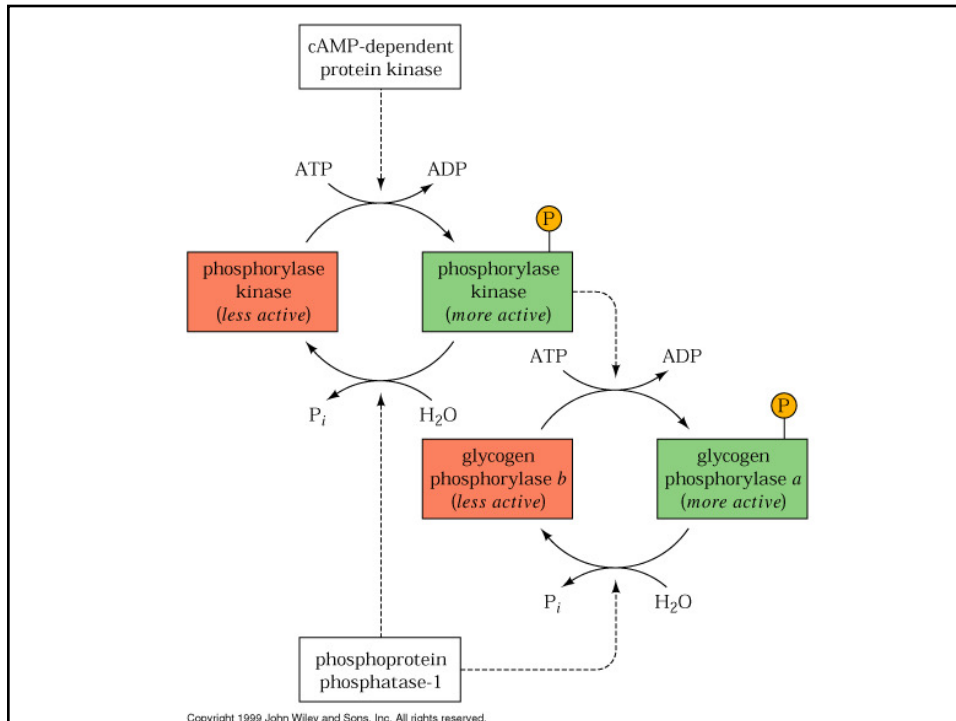 cAMP-dependent
protein kinase
ATP
ADP
P
phosphorylase
kinase
(less active)
phosphorylase
kinase
(more active)
ATP
ADP
Pi
H2O
P
glycogen
phosphorylase b
(less active)
glycogen
phosphorylase a
(more active)
Pi
H2O
phosphoprotein
phosphatase-1
Copyright 1999 John Wiley and Sons, Inc. All rights reserved.